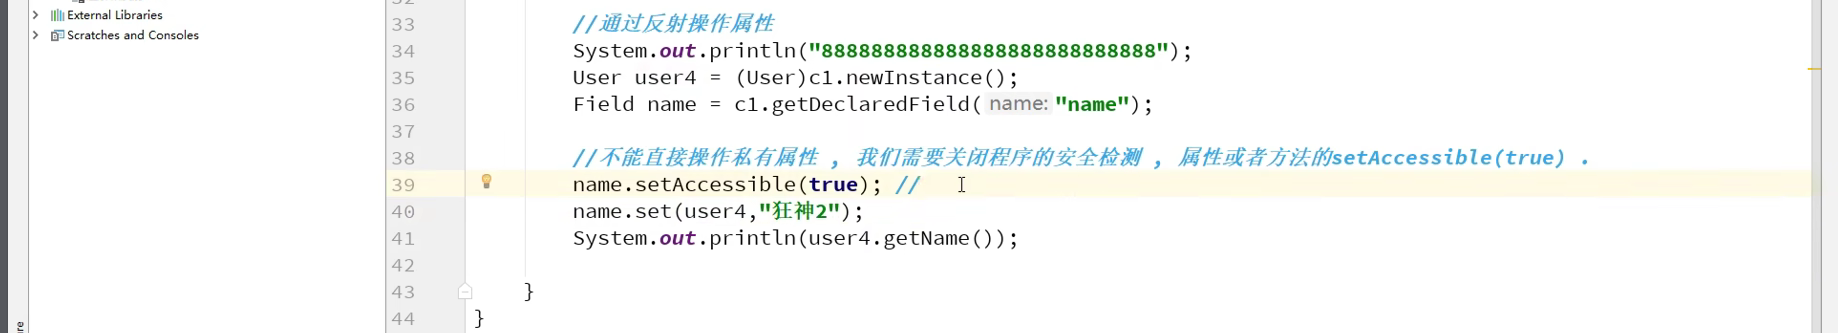 External Libraries
Scratches and Consoles
33 //通过反射操作属性
34 System.out.println("888888888888888888888888888");
35 User user4 = (User)c1.newInstance();
36 Field name = c1.getDeclaredField( name: "name");
37
38 //不能直接操作私有属性 , 我们需要关闭程序的安全检测 , 属性或者方法的setAccessible(true) .
39 name.setAccessible(true); //
40 name.set(user4,"狂神2");
41 System.out.println(user4.getName());
42
43 }
44 }